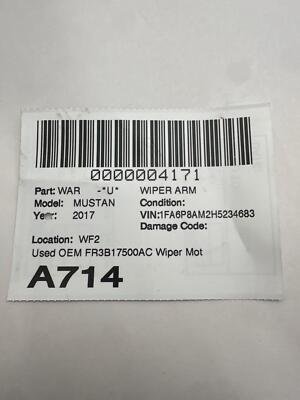 0000004171
Part: WAR -*U* WIPER ARM
Model: MUSTAN Condition:
Year: 2017 VIN:1FA6P8AM2H5234683
Damage Code:
Location: WF2
Used OEM FR3B17500AC Wiper Mot
A714